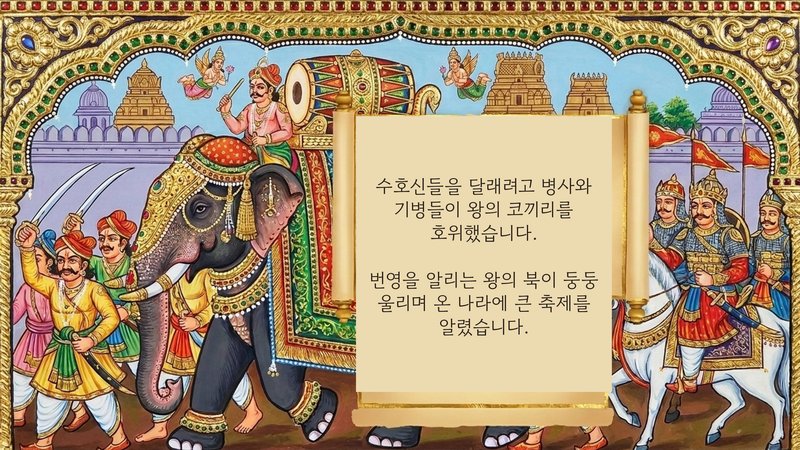 수호신들을 달래려고 병사와
기병들이 왕의 코끼리를
호위했습니다.
번영을 알리는 왕의 북이 둥둥
울리며 온 나라에 큰 축제를
알렸습니다.